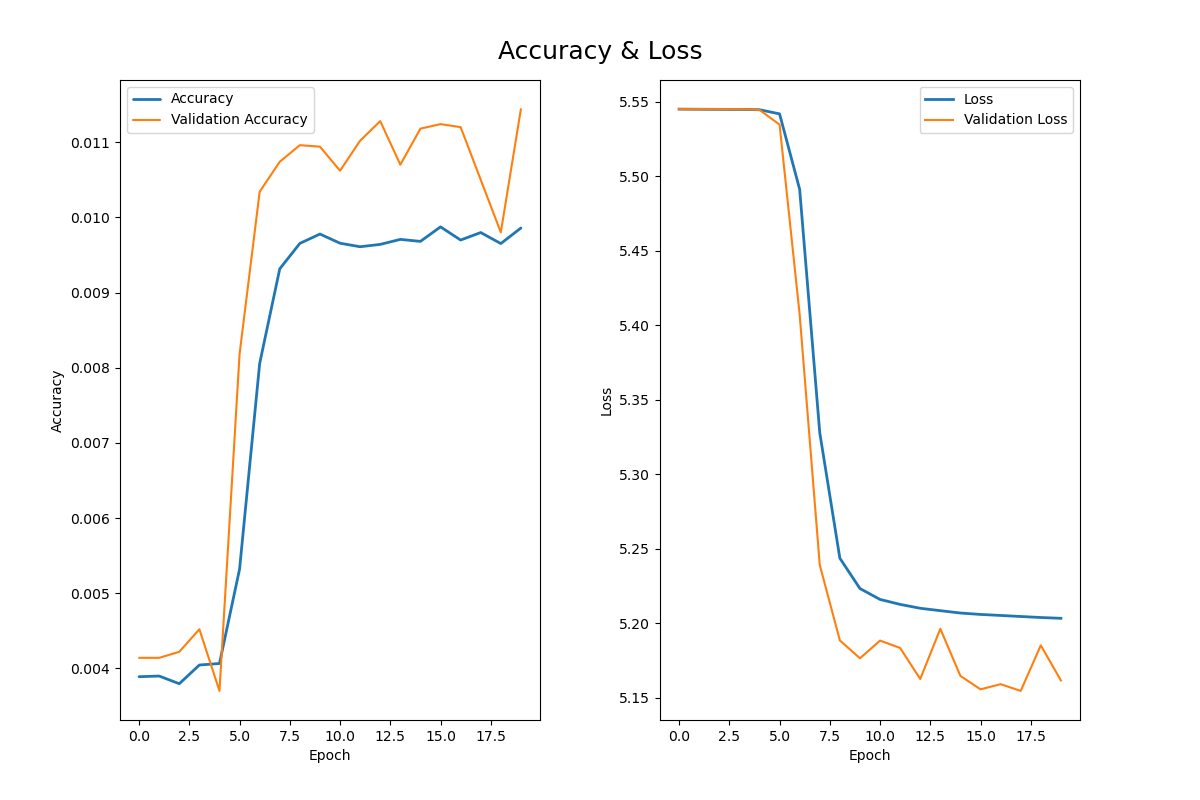 Accuracy & Loss
Accuracy
Validation Accuracy
0.011
0.010
0.009
0.008
0.007
0.006
0.005
0.004
Accuracy
0.0 2.5 5.0 7.5 10.0 12.5 15.0 17.5
Epoch
Loss
Validation Loss
5.55
5.50
5.45
5.40
5.35
5.30
5.25
5.20
5.15
Loss
0.0 2.5 5.0 7.5 10.0 12.5 15.0 17.5
Epoch